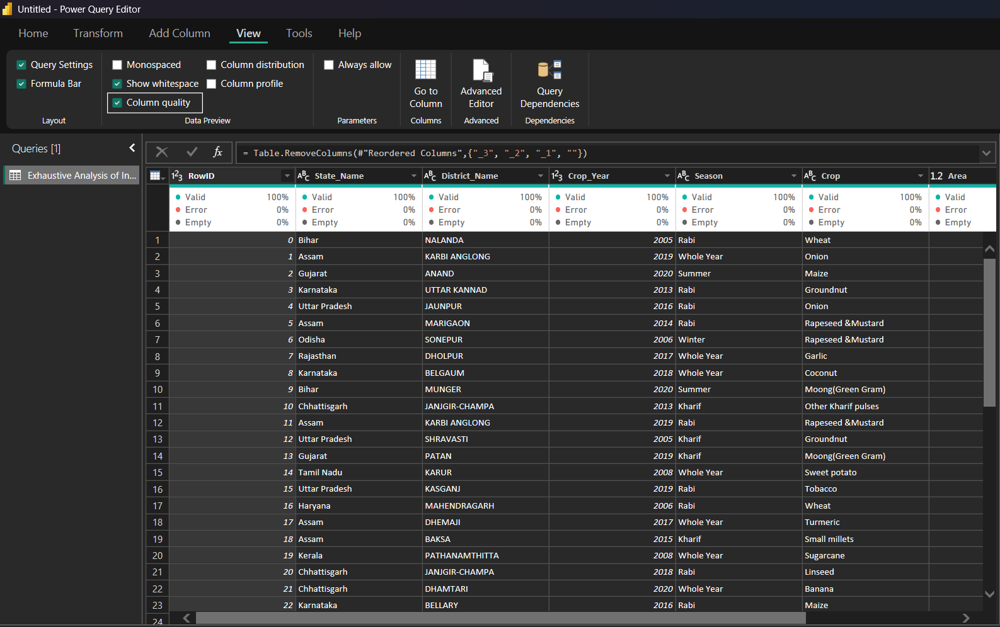 Untitled - Power Query Editor
Home Transform Add Column View Tools Help
Query Settings Monospaced Column distribution Always allow
Formula Bar Show whitespace Column profile
Column quality
Go to Column Advanced Editor Query Dependencies
Layout Data Preview Parameters Columns Advanced Dependencies
Queries [1]
fx = Table.RemoveColumns(#"Reordered Columns",{"_3", "_2", "_1", ""})
Exhaustive Analysis of In...
1²3 RowID ABC State_Name ABC District_Name 1²3 Crop_Year ABC Season ABC Crop 1.2 Area
Valid 100% Valid 100% Valid 100% Valid 100% Valid 100% Valid 100% Valid
Error 0% Error 0% Error 0% Error 0% Error 0% Error 0% Error
Empty 0% Empty 0% Empty 0% Empty 0% Empty 0% Empty 0% Empty
1 0 Bihar NALANDA 2005 Rabi Wheat
2 1 Assam KARBI ANGLONG 2019 Whole Year Onion
3 2 Gujarat ANAND 2020 Summer Maize
4 3 Karnataka UTTAR KANNAD 2013 Rabi Groundnut
5 4 Uttar Pradesh JAUNPUR 2016 Rabi Onion
6 5 Assam MARIGAON 2014 Rabi Rapeseed &Mustard
7 6 Odisha SONEPUR 2006 Winter Rapeseed &Mustard
8 7 Rajasthan DHOLPUR 2017 Whole Year Garlic
9 8 Karnataka BELGAUM 2018 Whole Year Coconut
10 9 Bihar MUNGER 2020 Summer Moong(Green Gram)
11 10 Chhattisgarh JANJGIR-CHAMPA 2013 Kharif Other Kharif pulses
12 11 Assam KARBI ANGLONG 2019 Rabi Rapeseed &Mustard
13 12 Uttar Pradesh SHRAVASTI 2005 Kharif Groundnut
14 13 Gujarat PATAN 2019 Kharif Moong(Green Gram)
15 14 Tamil Nadu KARUR 2008 Whole Year Sweet potato
16 15 Uttar Pradesh KASGANJ 2019 Rabi Tobacco
17 16 Haryana MAHENDRAGARH 2006 Rabi Wheat
18 17 Assam DHEMAJI 2017 Whole Year Turmeric
19 18 Assam BAKSA 2015 Kharif Small millets
20 19 Kerala PATHANAMTHITTA 2008 Whole Year Sugarcane
21 20 Chhattisgarh JANJGIR-CHAMPA 2018 Rabi Linseed
22 21 Chhattisgarh DHAMTARI 2020 Whole Year Banana
23 22 Karnataka BELLARY 2016 Rabi Maize
24